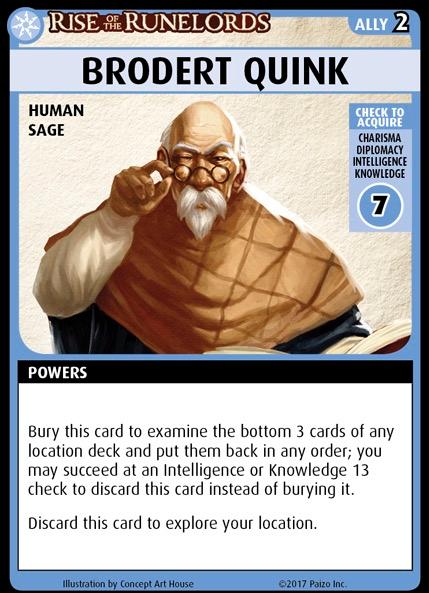 RISE OF THE RUNELORDS
ALLY 2
BRODERT QUINK
HUMAN
SAGE
CHECK TO
ACQUIRE
CHARISMA
DIPLOMACY
INTELLIGENCE
KNOWLEDGE
7
POWERS
Bury this card to examine the bottom 3 cards of any
location deck and put them back in any order; you
may succeed at an Intelligence or Knowledge 13
check to discard this card instead of burying it.
Discard this card to explore your location.
Illustration by Concept Art House
©2017 Paizo Inc.